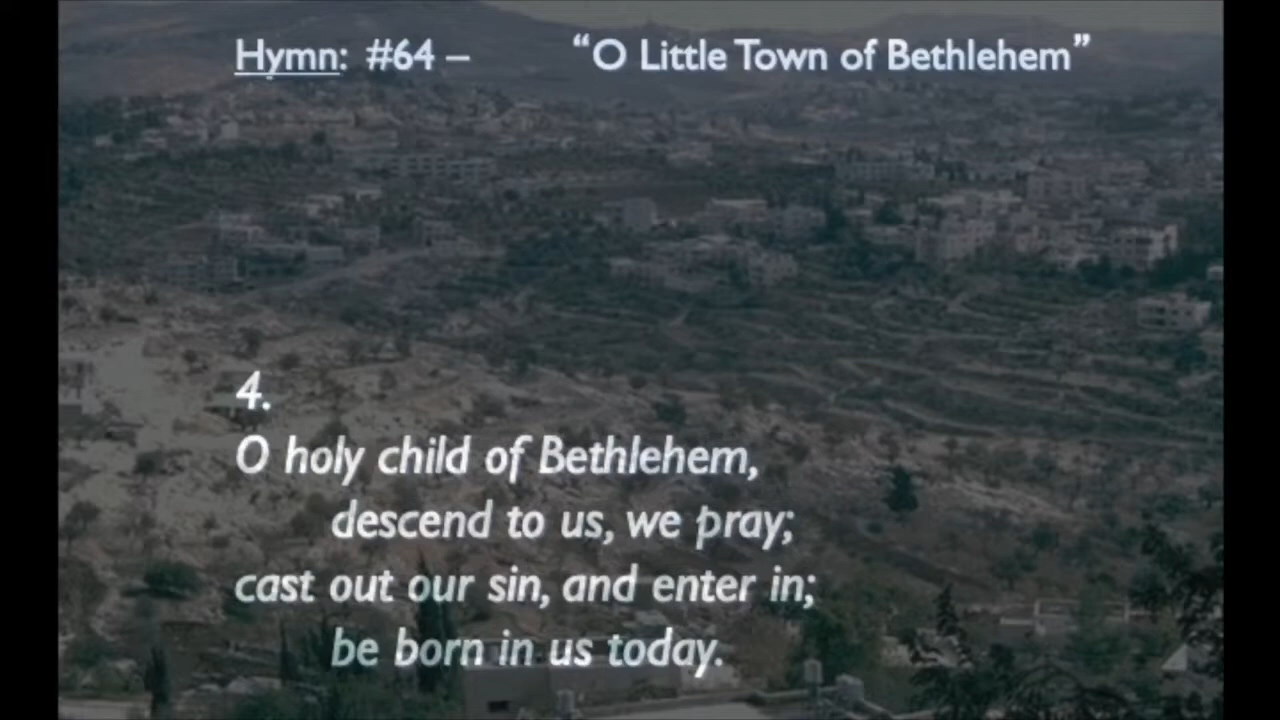 Hymn: #64 – “O Little Town of Bethlehem”
4.
O holy child of Bethlehem,
descend to us, we pray;
cast out our sin, and enter in;
be born in us today.